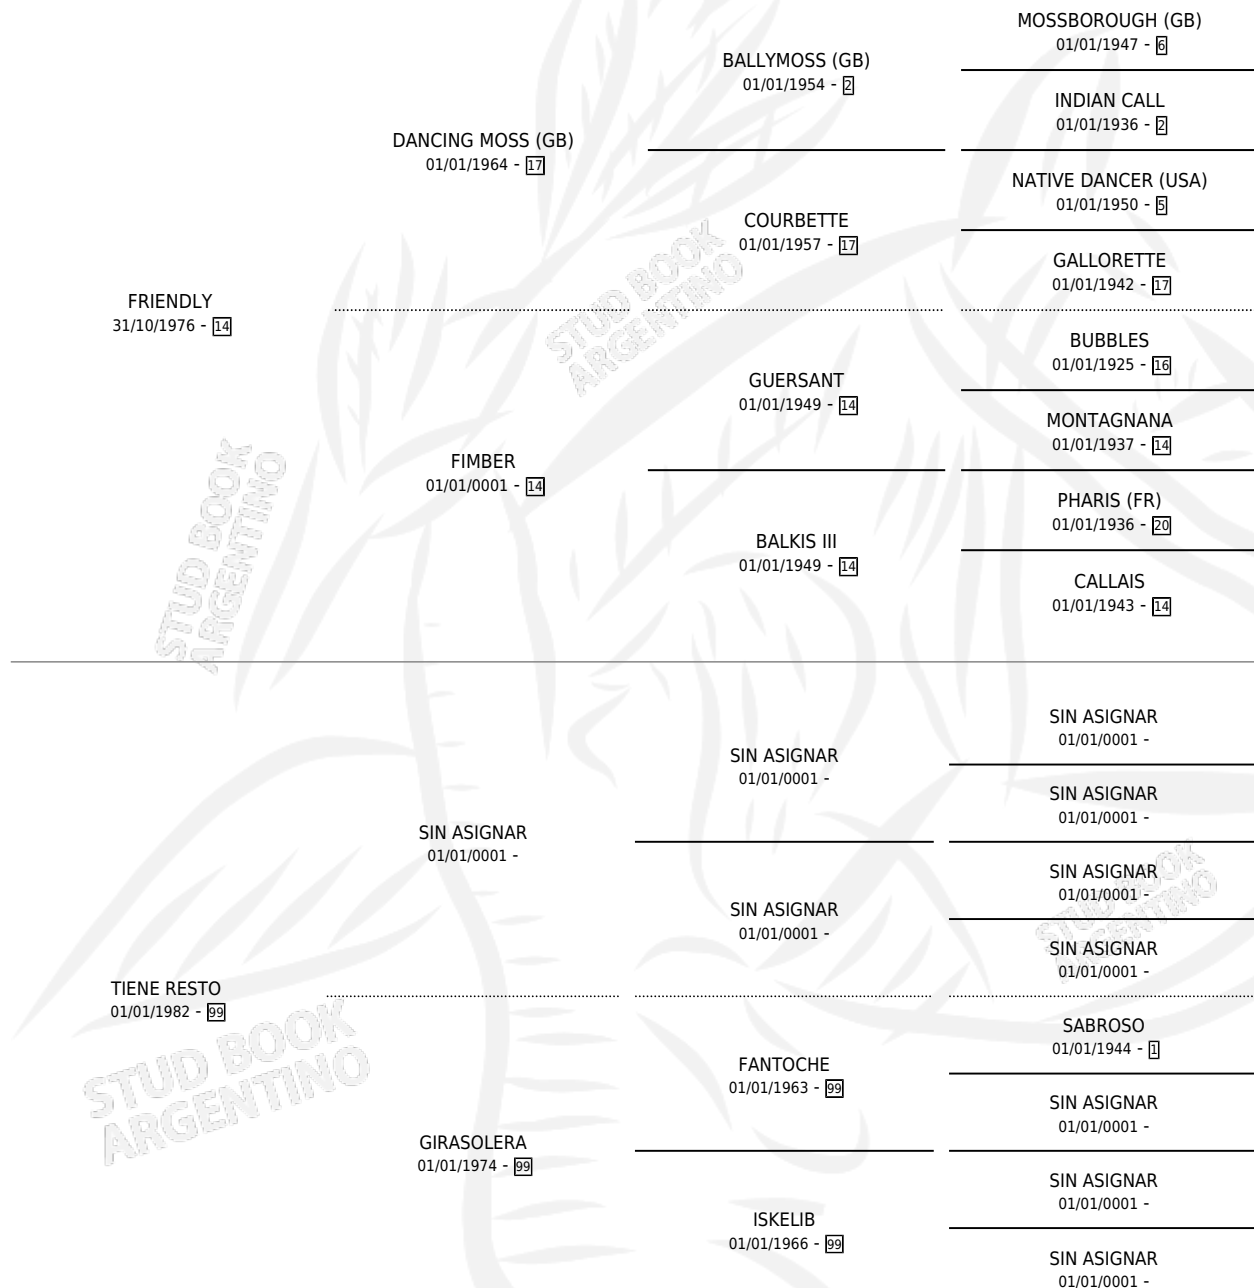 MOSSBOROUGH (GB)
01/01/1947 - 6
BALLYMOSS (GB)
01/01/1954 - 2
INDIAN CALL
01/01/1936 - 2
DANCING MOSS (GB)
01/01/1964 - 17
NATIVE DANCER (USA)
01/01/1950 - 5
COURBETTE
01/01/1957 - 17
GALLORETTE
01/01/1942 - 17
FRIENDLY
31/10/1976 - 14
BUBBLES
01/01/1925 - 16
GUERSANT
01/01/1949 - 14
MONTAGNANA
01/01/1937 - 14
FIMBER
01/01/0001 - 14
PHARIS (FR)
01/01/1936 - 20
BALKIS III
01/01/1949 - 14
CALLAIS
01/01/1943 - 14
STUD BOOK
ARGENTINO
STUD BOOK
ARGENTINO
SIN ASIGNAR
01/01/0001 -
SIN ASIGNAR
01/01/0001 -
SIN ASIGNAR
01/01/0001 -
SIN ASIGNAR
01/01/0001 -
SIN ASIGNAR
01/01/0001 -
SIN ASIGNAR
01/01/0001 -
SIN ASIGNAR
01/01/0001 -
STUD BOOK
ARGENTINO
TIENE RESTO
01/01/1982 - 99
STUD BOOK
ARGENTINO
SABROSO
01/01/1944 - 1
FANTOCHE
01/01/1963 - 99
SIN ASIGNAR
01/01/0001 -
GIRASOLERA
01/01/1974 - 99
SIN ASIGNAR
01/01/0001 -
ISKELIB
01/01/1966 - 99
SIN ASIGNAR
01/01/0001 -